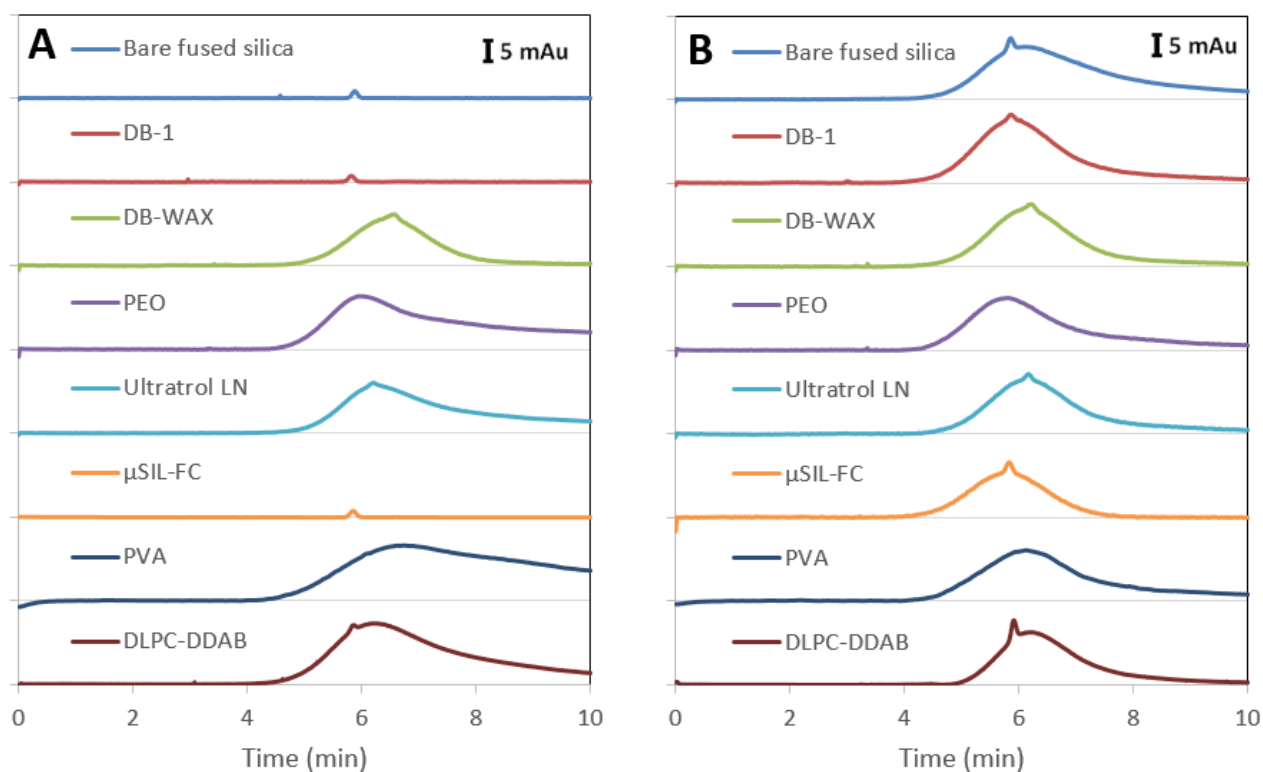 A
Bare fused silica
5 mAu
DB-1
DB-WAX
PEO
Ultratrol LN
µSIL-FC
PVA
DLPC-DDAB
0 2 4 6 8 10
Time (min)
B
Bare fused silica
5 mAu
DB-1
DB-WAX
PEO
Ultratrol LN
µSIL-FC
PVA
DLPC-DDAB
0 2 4 6 8 10
Time (min)